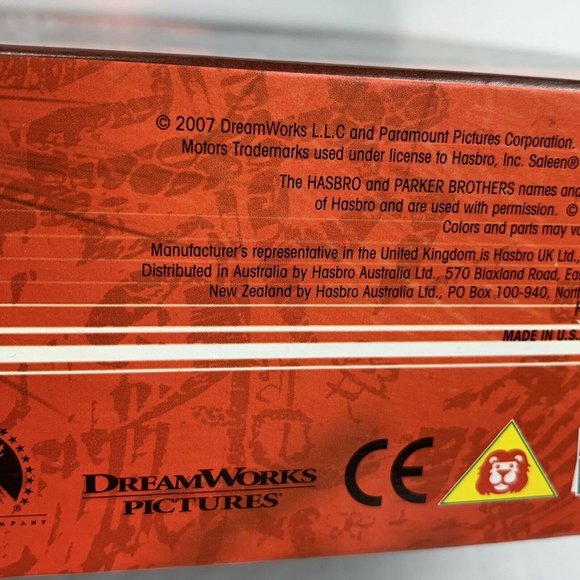 © 2007 DreamWorks L.L.C and Paramount Pictures Corporation.
Motors Trademarks used under license to Hasbro, Inc. Saleen®
The HASBRO and PARKER BROTHERS names and
of Hasbro and are used with permission. ©
Colors and parts may va
Manufacturer's representative in the United Kingdom is Hasbro UK Ltd.,
Distributed in Australia by Hasbro Australia Ltd., 570 Blaxland Road, Eas
New Zealand by Hasbro Australia Ltd., PO Box 100-940, North
MADE IN U.S.
DREAMWORKS
PICTURES
CE